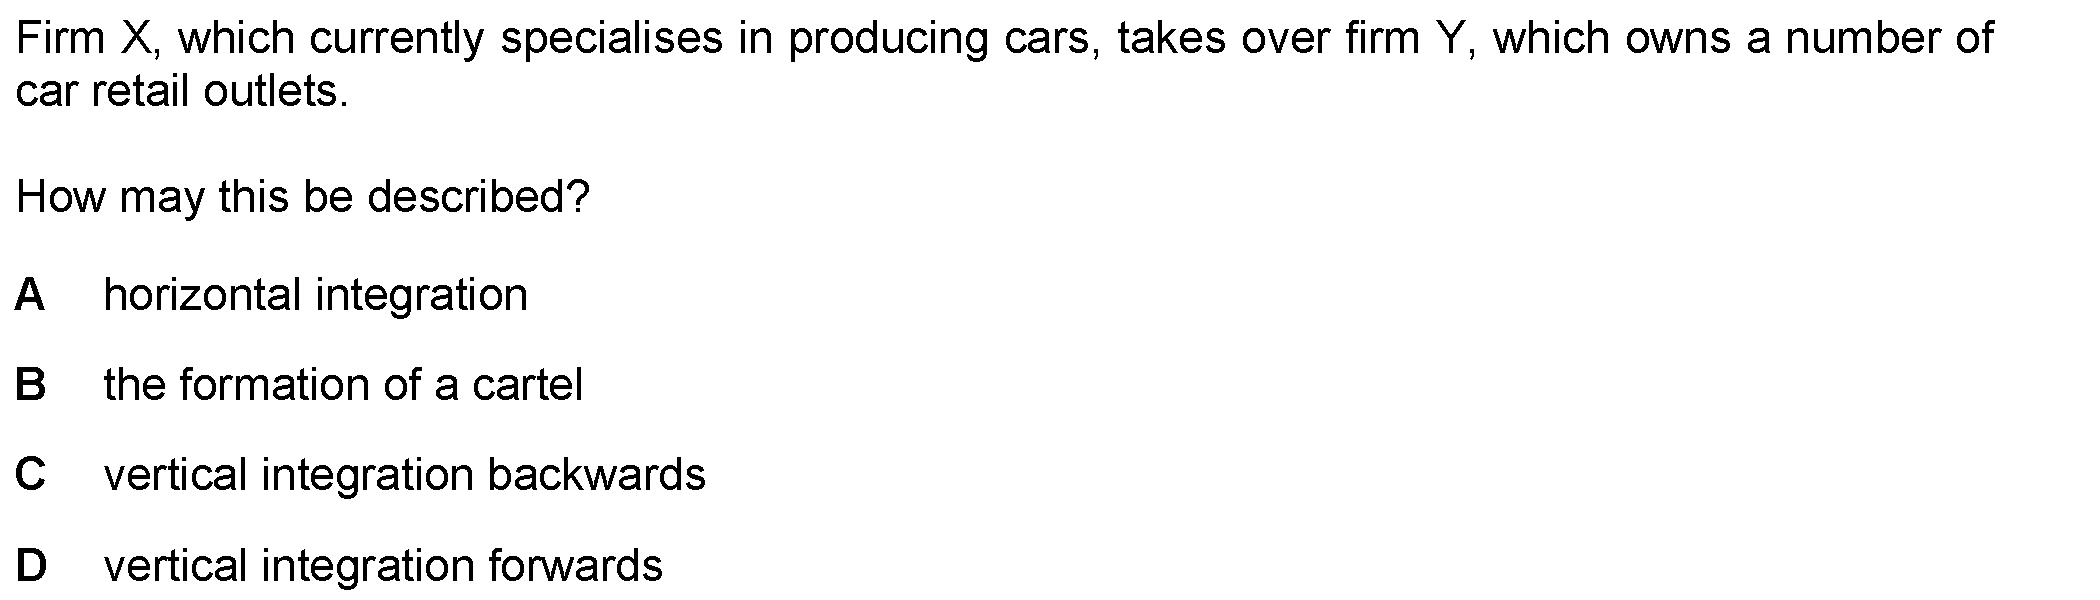 Firm X, which currently specialises in producing cars, takes over firm Y, which owns a number of
car retail outlets.
How may this be described?
A horizontal integration
B the formation of a cartel
C vertical integration backwards
D vertical integration forwards